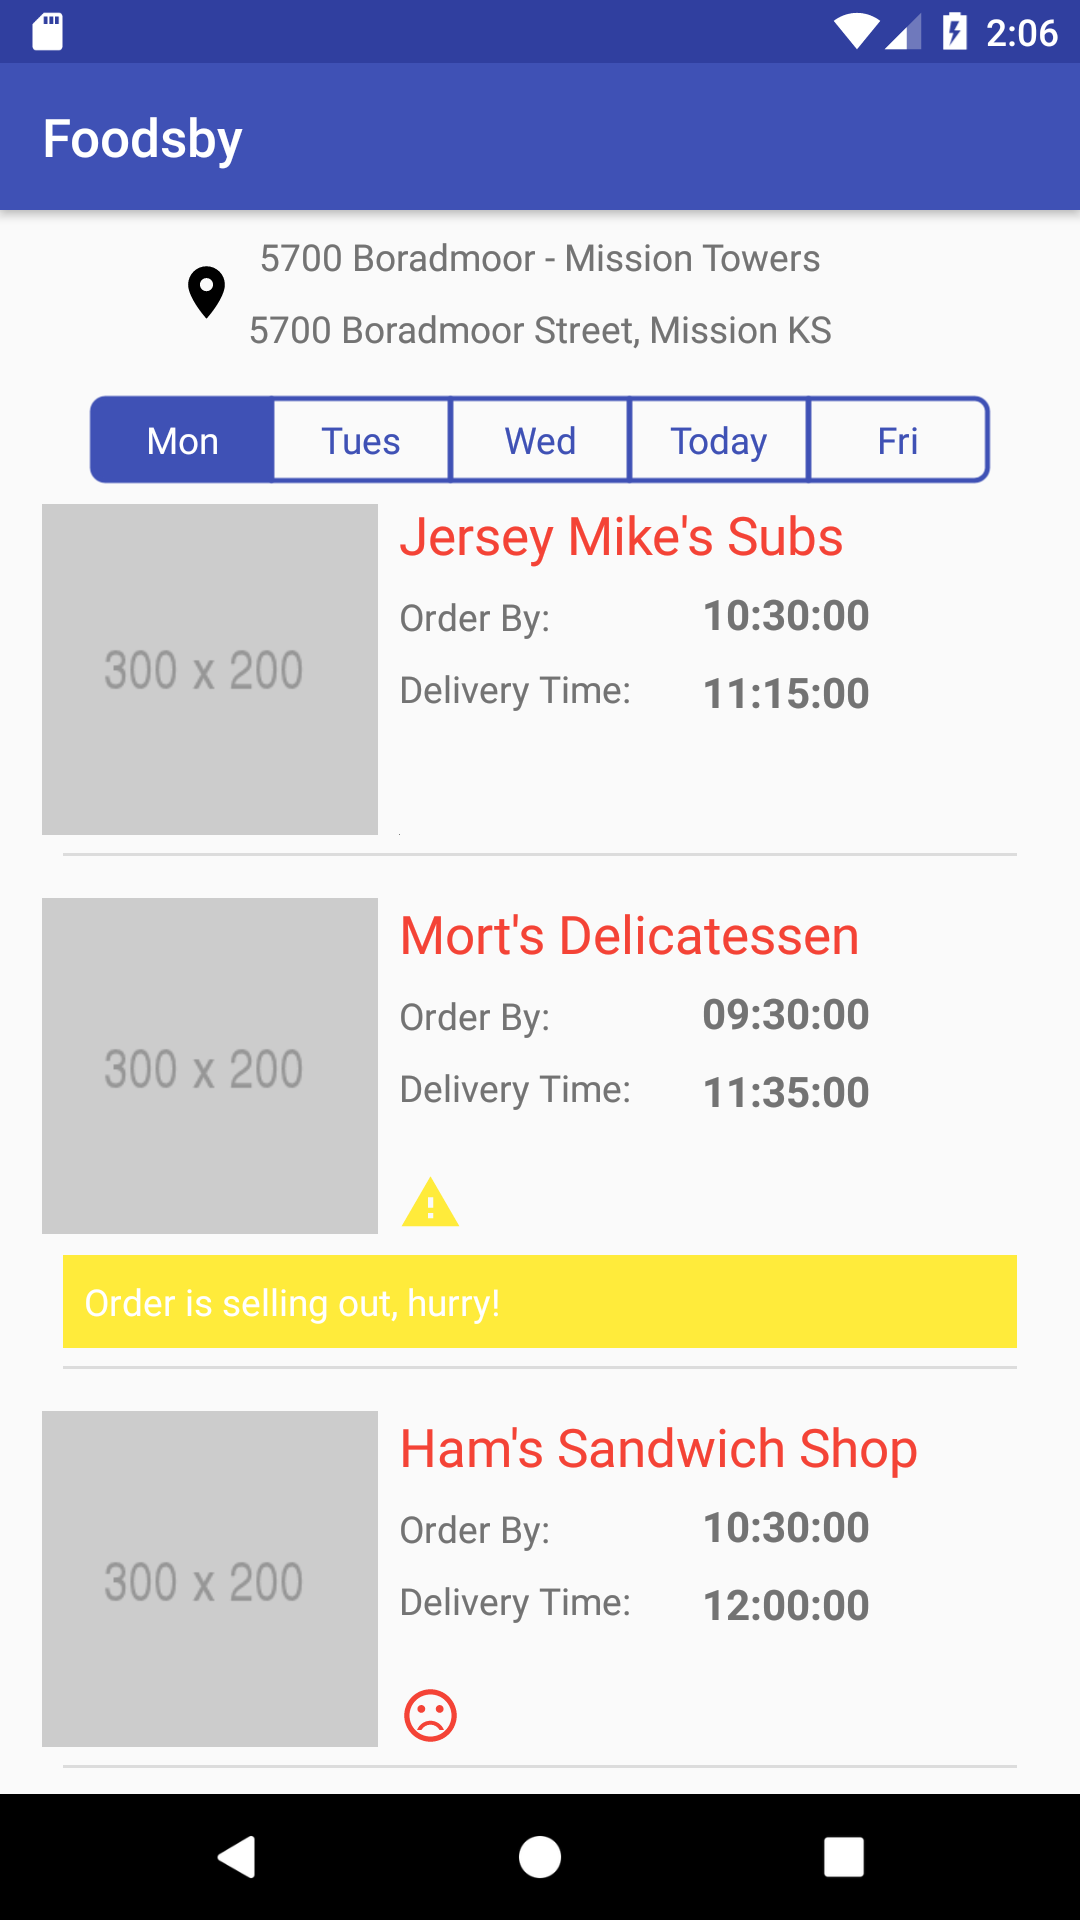 2:06
Foodsby
5700 Boradmoor - Mission Towers
5700 Boradmoor Street, Mission KS
Mon Tues Wed Today Fri
300 x 200
Jersey Mike's Subs
Order By: 10:30:00
Delivery Time: 11:15:00
300 x 200
Mort's Delicatessen
Order By: 09:30:00
Delivery Time: 11:35:00
Order is selling out, hurry!
300 x 200
Ham's Sandwich Shop
Order By: 10:30:00
Delivery Time: 12:00:00